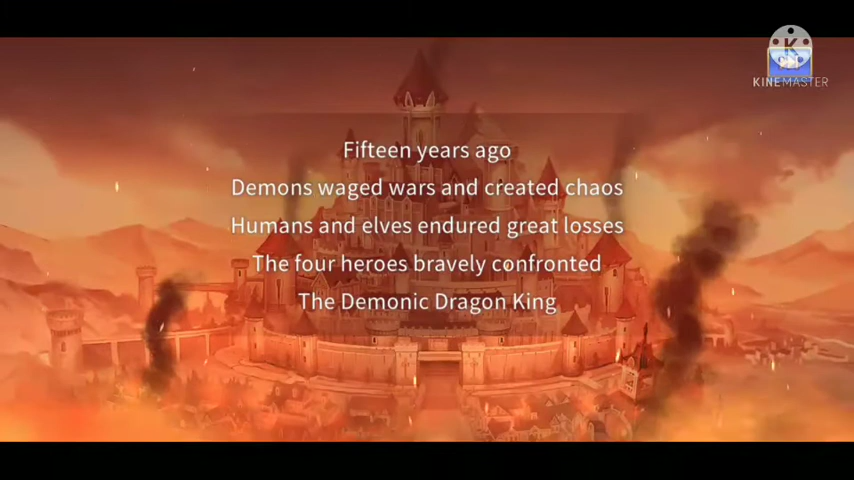 KINEMASTER
Fifteen years ago
Demons waged wars and created chaos
Humans and elves endured great losses
The four heroes bravely confronted
The Demonic Dragon King